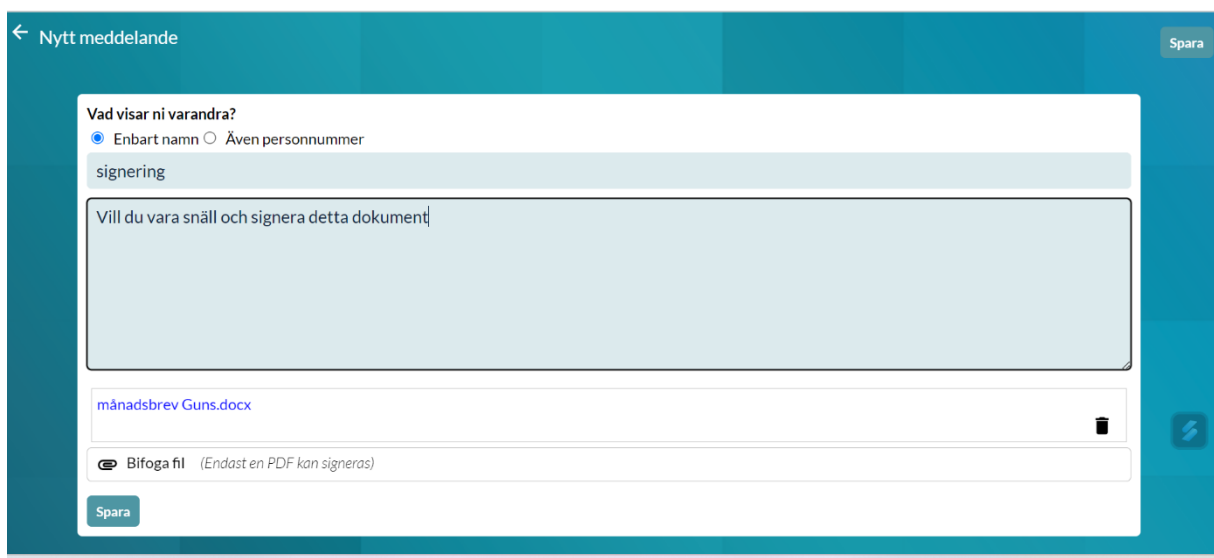 Nytt meddelande
Spara
Vad visar ni varandra?
Enbart namn Även personnummer
signering
Vill du vara snäll och signera detta dokument
månadsbrev Guns.docx
Bifoga fil (Endast en PDF kan signeras)
Spara